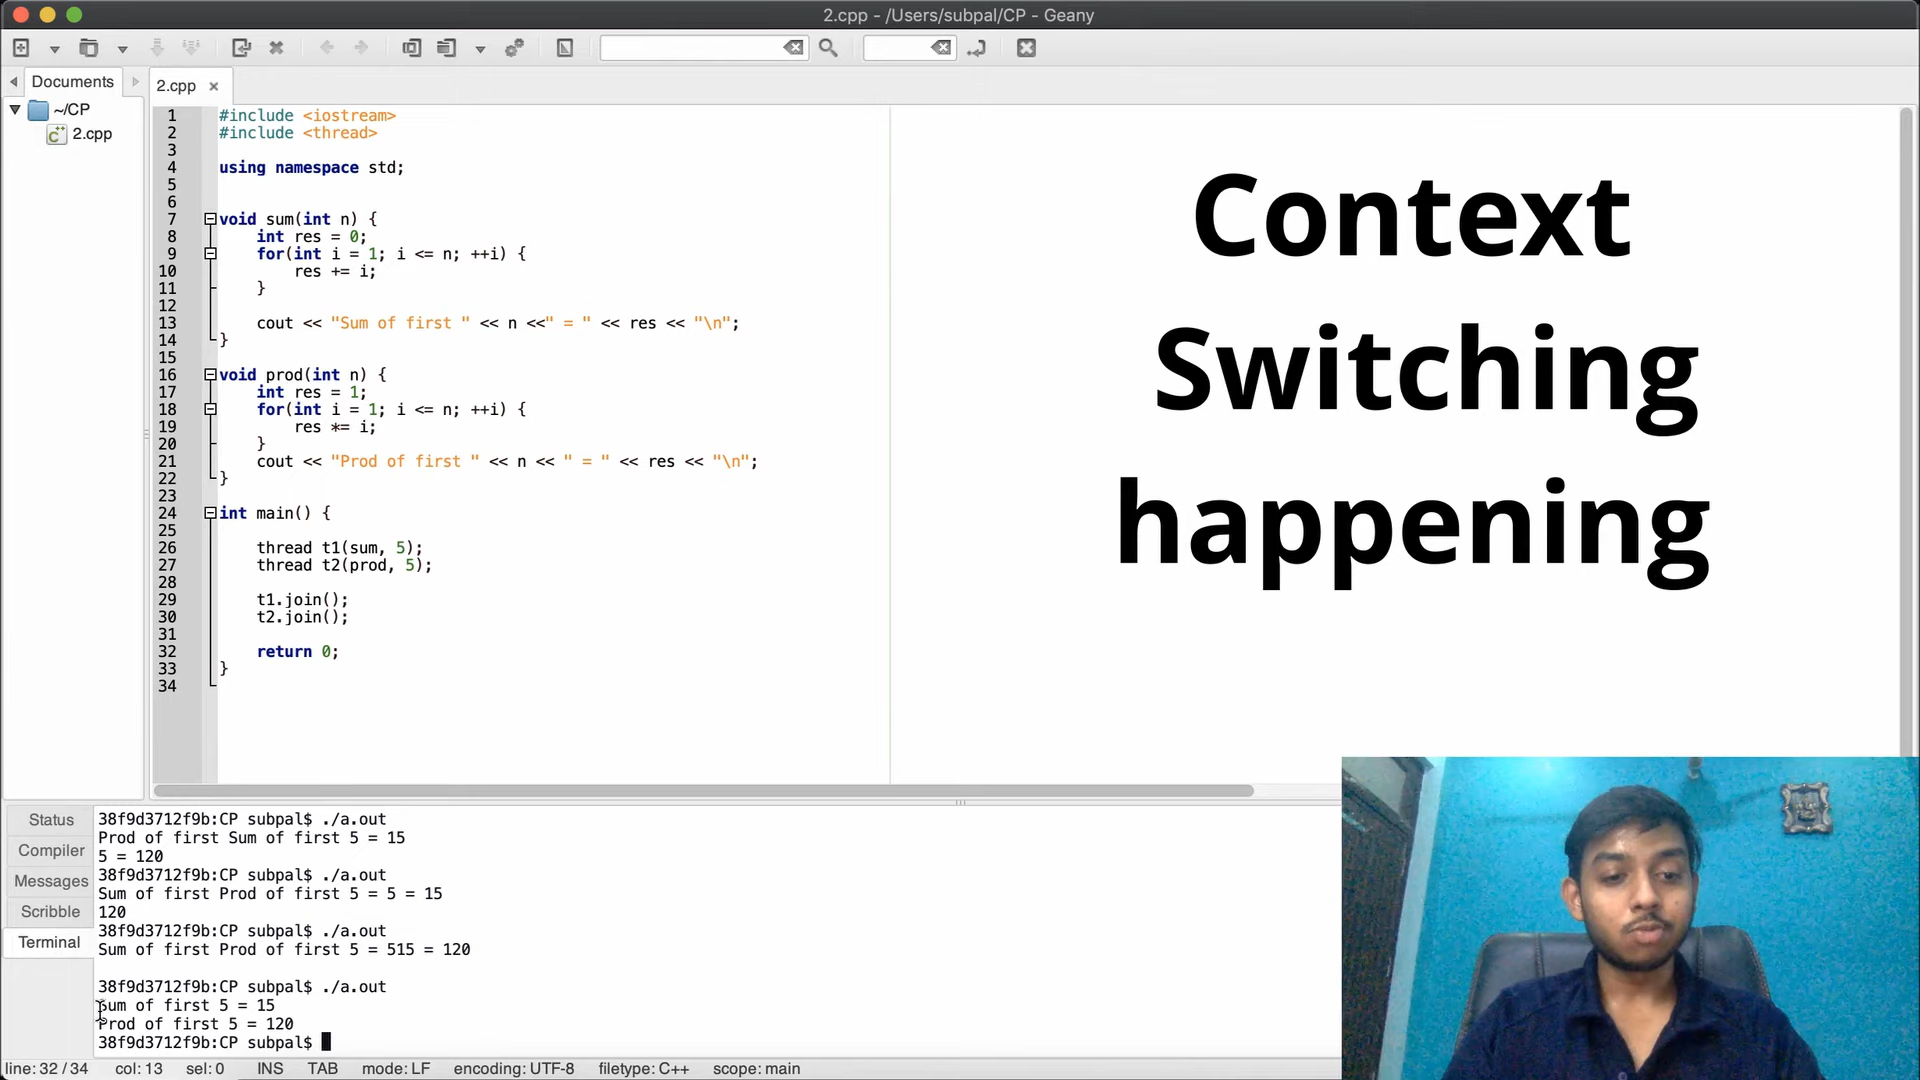 2.cpp - /Users/subpal/CP - Geany
Documents
2.cpp
~/CP
2.cpp
1 #include <iostream>
2 #include <thread>
3
4 using namespace std;
5
6
7 void sum(int n) {
8 int res = 0;
9 for(int i = 1; i <= n; ++i) {
10 res += i;
11 }
12
13 cout << "Sum of first " << n <<" = " << res << "\n";
14 }
15
16 void prod(int n) {
17 int res = 1;
18 for(int i = 1; i <= n; ++i) {
19 res *= i;
20 }
21 cout << "Prod of first " << n << " = " << res << "\n";
22 }
23
24 int main() {
25
26 thread t1(sum, 5);
27 thread t2(prod, 5);
28
29 t1.join();
30 t2.join();
31
32 return 0;
33 }
34
Context
Switching
happening
Status
Compiler
Messages
Scribble
Terminal
38f9d3712f9b:CP subpal$ ./a.out
Prod of first Sum of first 5 = 15
5 = 120
38f9d3712f9b:CP subpal$ ./a.out
Sum of first Prod of first 5 = 5 = 15
120
38f9d3712f9b:CP subpal$ ./a.out
Sum of first Prod of first 5 = 515 = 120
38f9d3712f9b:CP subpal$ ./a.out
Sum of first 5 = 15
Prod of first 5 = 120
38f9d3712f9b:CP subpal$
line: 32 / 34 col: 13 sel: 0 INS TAB mode: LF encoding: UTF-8 filetype: C++ scope: main